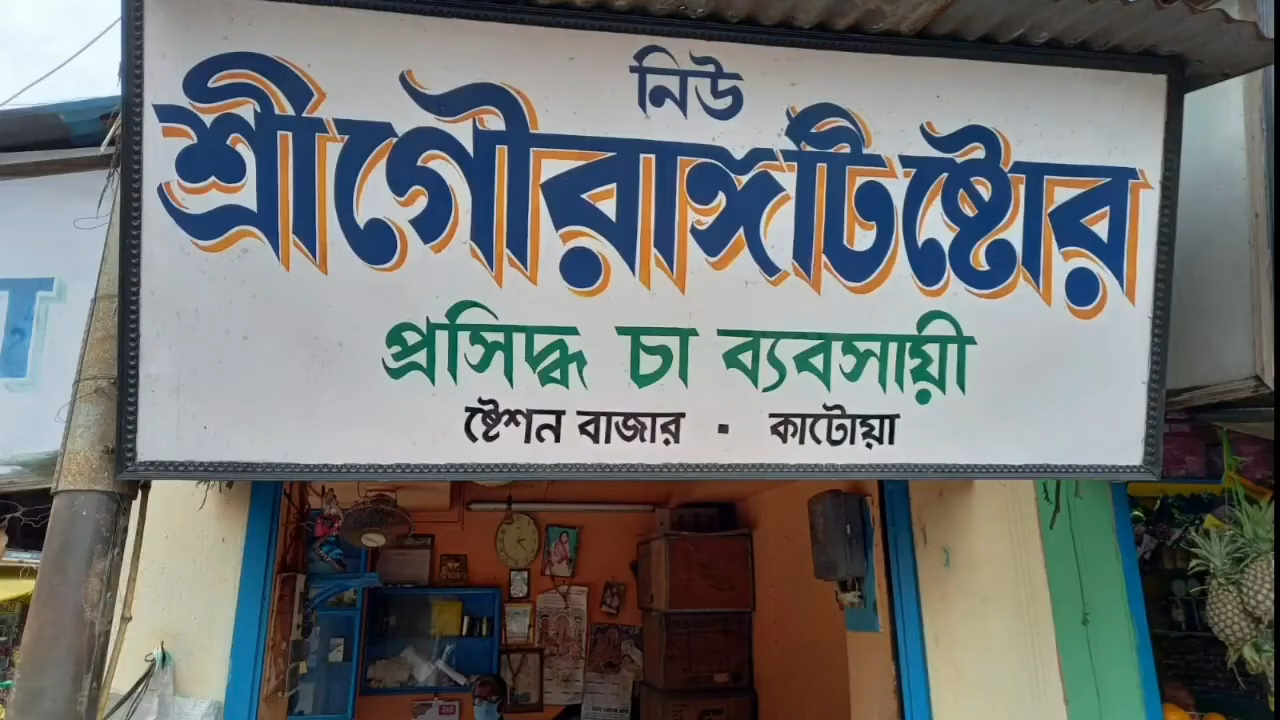 নিউ
শ্রীগৌরাঙ্গ টি ষ্টোর
প্রসিদ্ধ চা ব্যবসায়ী
ষ্টেশন বাজার ▪ কাটোয়া